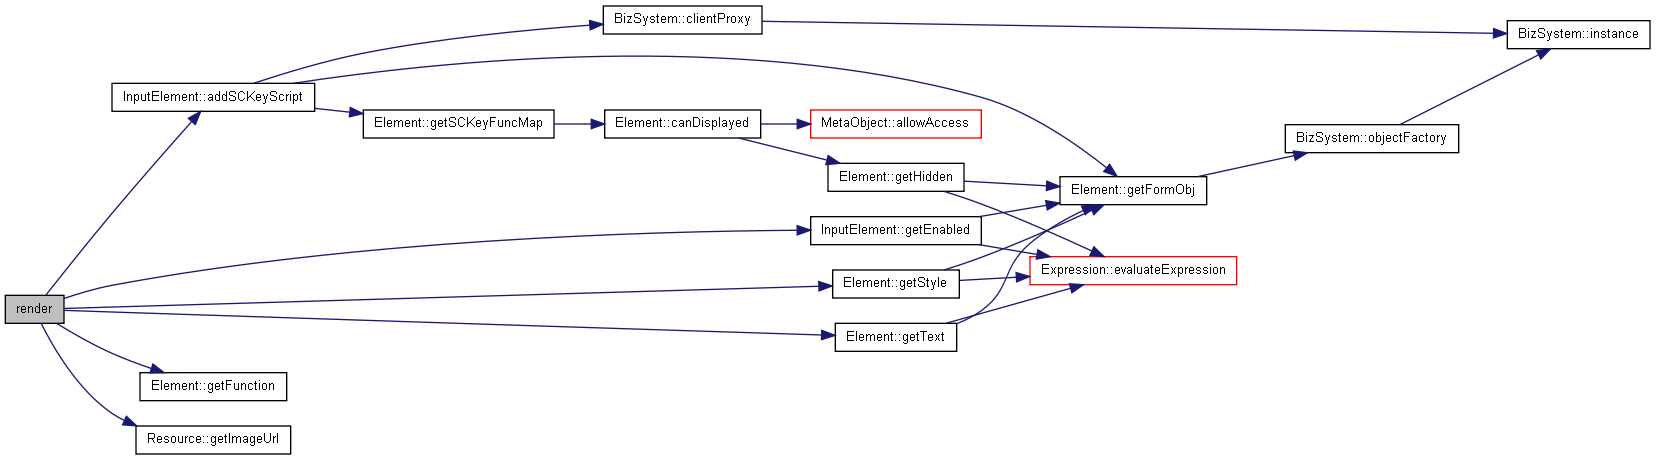 BizSystem::clientProxy
BizSystem::instance
InputElement::addSCKeyScript
Element::getSCKeyFuncMap
Element::canDisplayed
MetaObject::allowAccess
BizSystem::objectFactory
Element::getHidden
Element::getFormObj
InputElement::getEnabled
Expression::evaluateExpression
Element::getStyle
render
Element::getText
Element::getFunction
Resource::getImageUrl